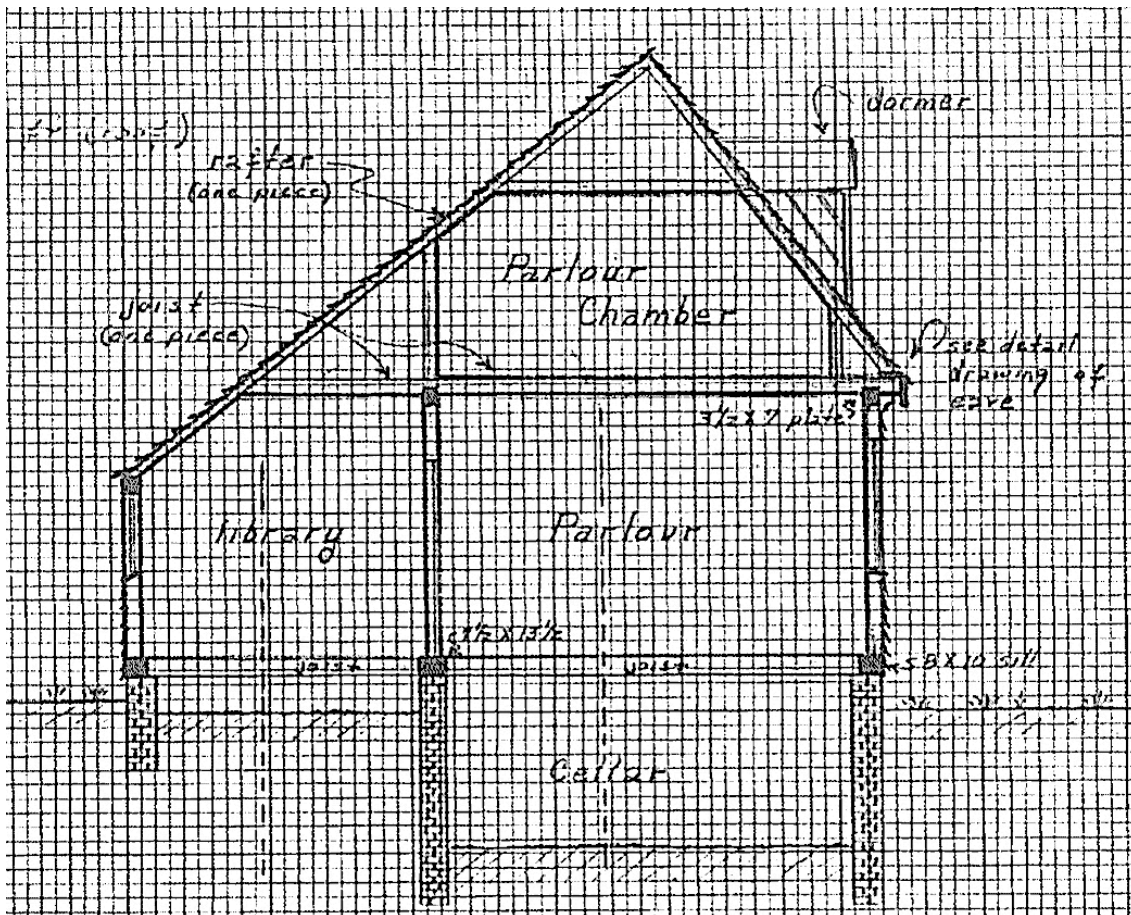 dormer
rafter
(one piece)
Parlour
Chamber
joist
(one piece)
see detail
drawing of
eave
3½ x 7 plate
library
Parlour
7½ X 13½
joist
joist
8 X 10 sill
Cellar